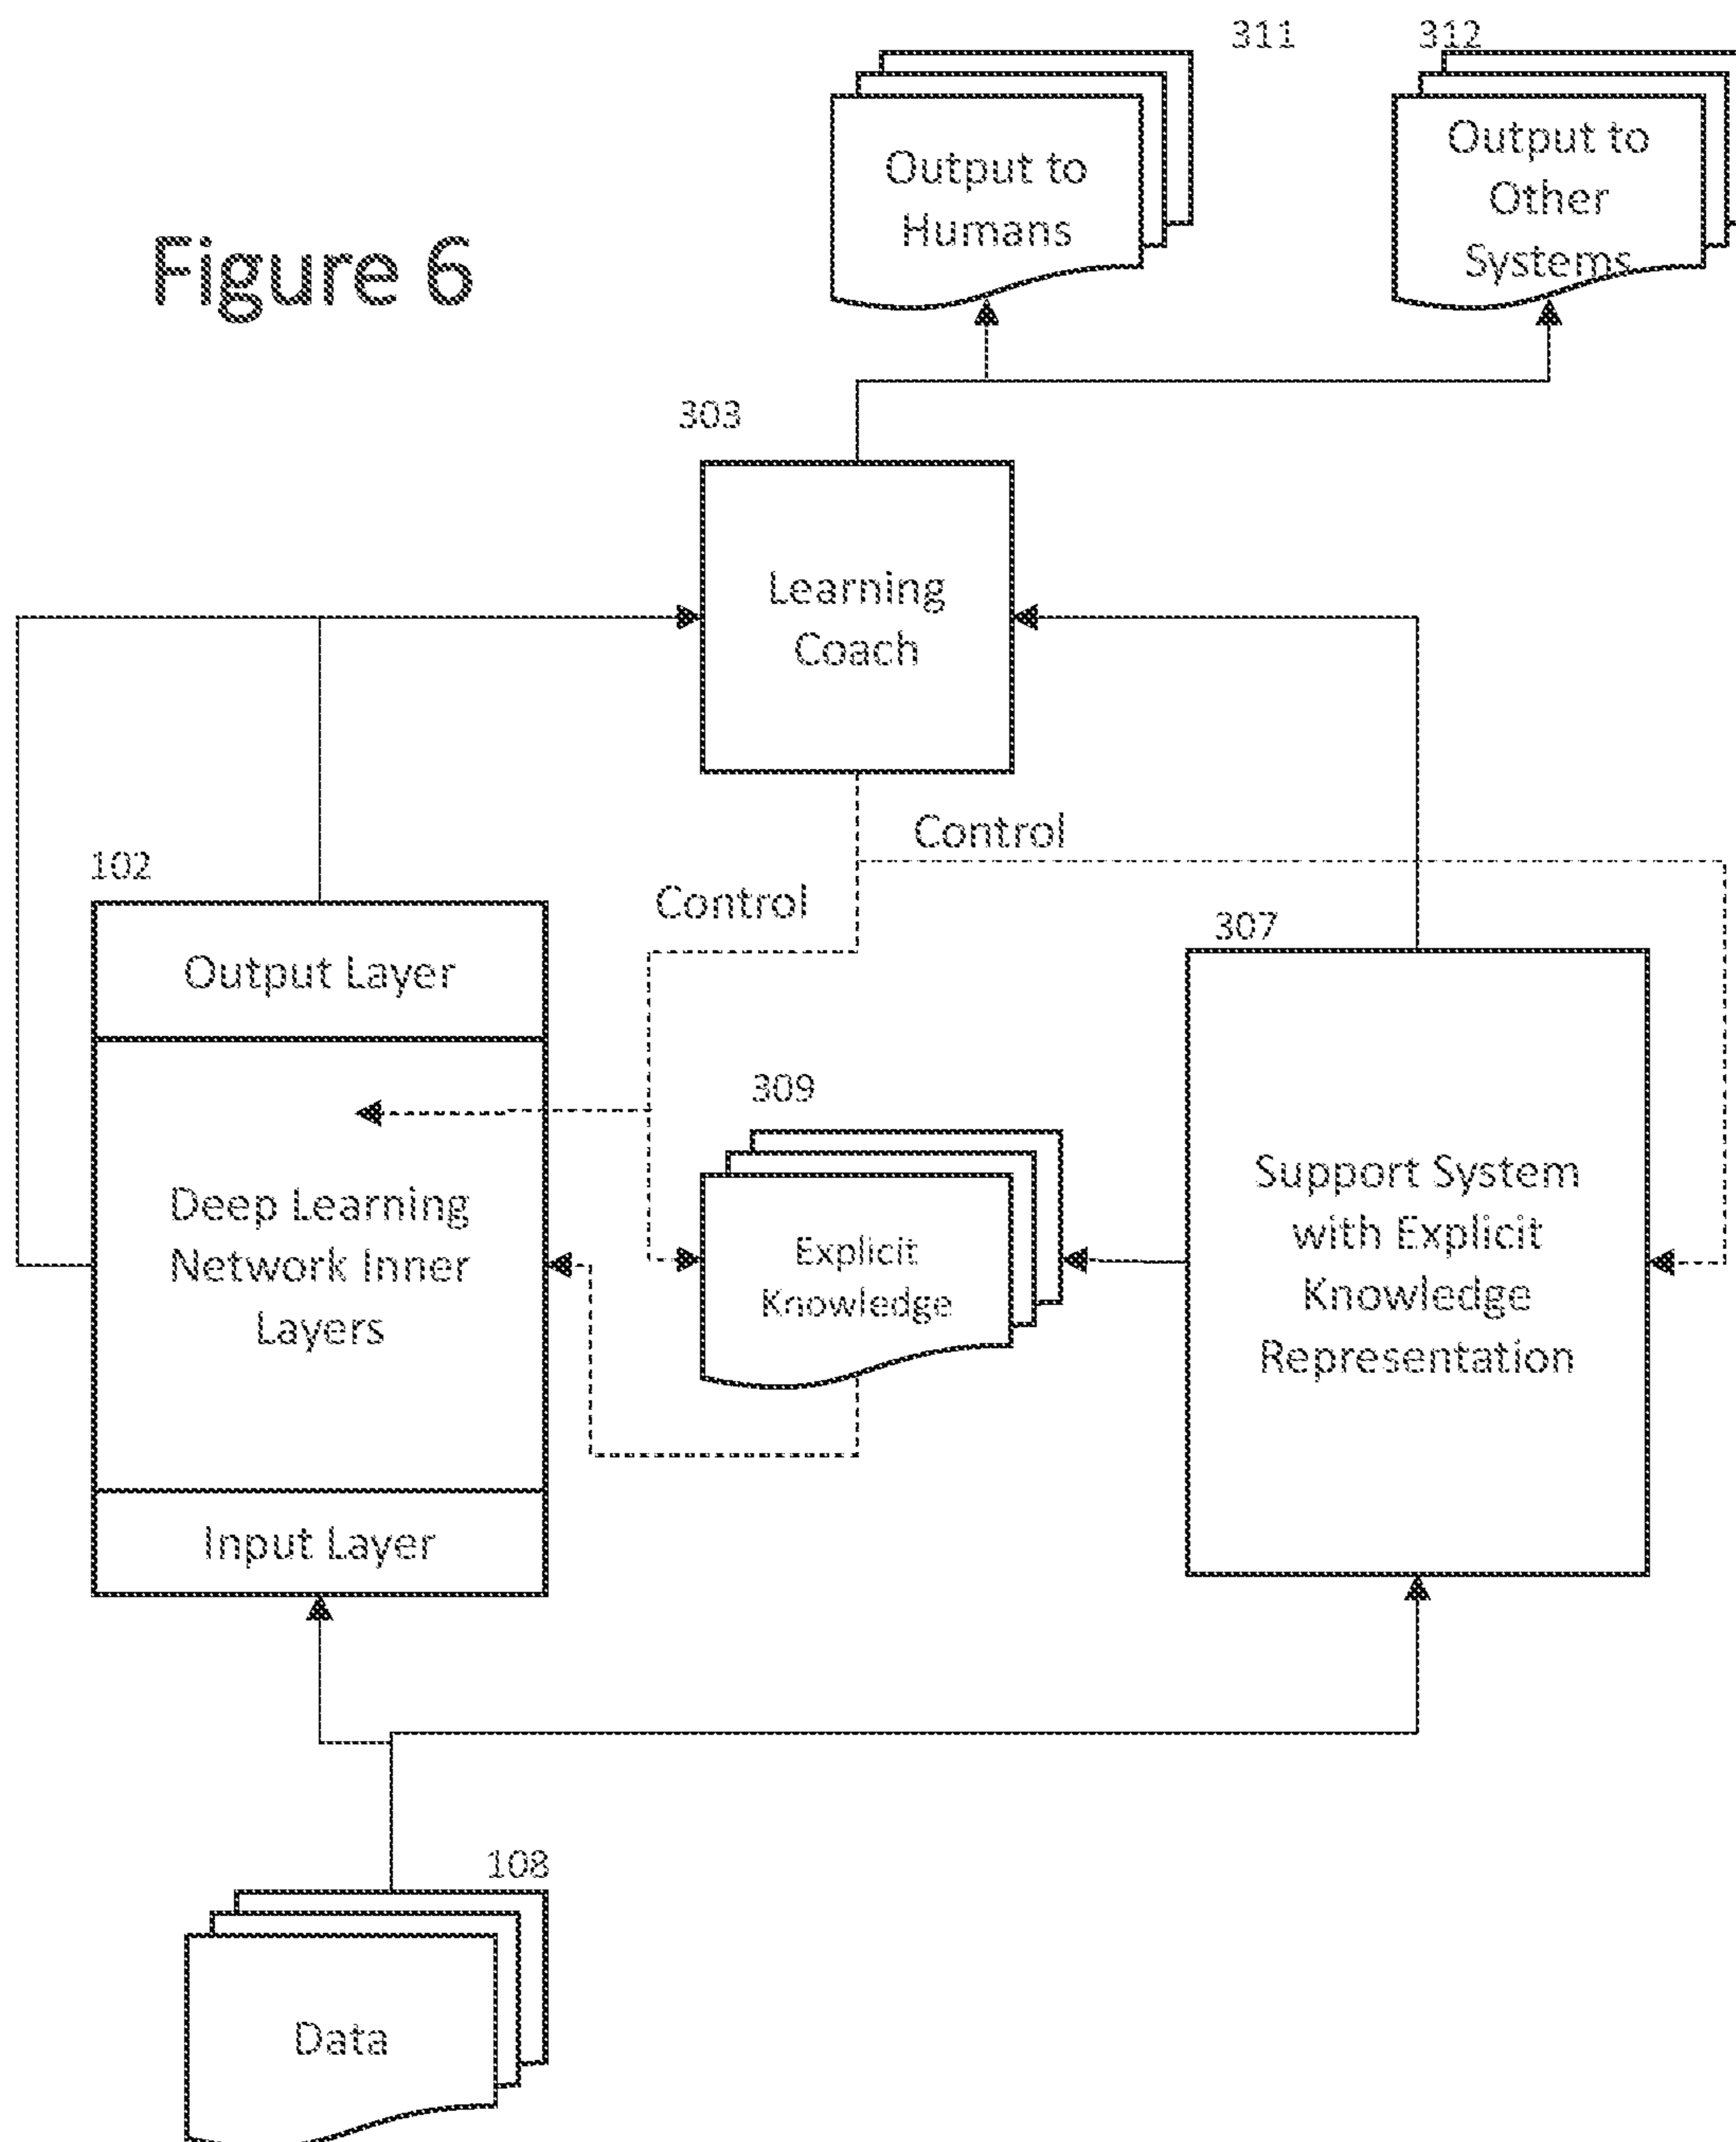 311
312
Output to
Humans
Output to
Other
Systems
Figure 6
303
Learning
Coach
Control
Control
102
Output Layer
307
309
Deep Learning
Network Inner
Layers
Explicit
Knowledge
Support System
with Explicit
Knowledge
Representation
Input Layer
108
Data